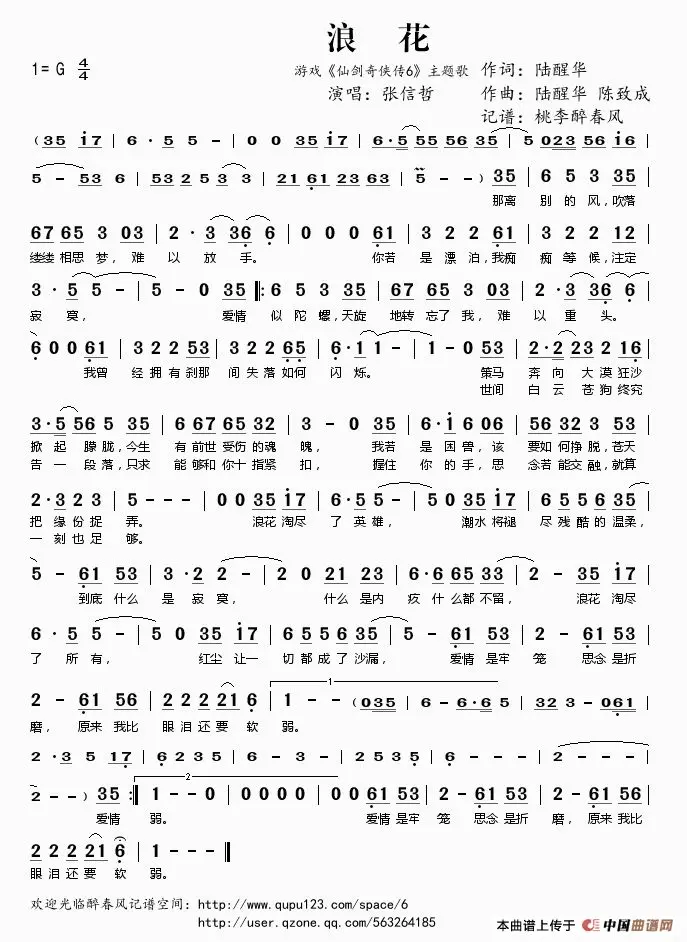 浪 花
1=G 4/4
游戏《仙剑奇侠传6》主题歌 作词：陆醒华
演唱：张信哲 作曲：陆醒华 陈致成
记谱：桃李醉春风
( 35 i7 | 6 · 5 5 - | 0 0 35 i7 | 6·5 55 56 54 | 5 023 56 i6 |
5 - 53 6 | 53 2 5 3 3 | 21 61 23 63 | 5 - ) 35 | 6 5 3 35 |
那离 别的风，吹落
67 65 3 03 | 2 · 3 36 6 | 0 0 0 61 | 3 2 2 61 | 3 2 2 12 |
缕缕相思梦，难 以 放 手。 你若 是 漂 泊，我痴 痴 等 候，注定
3 · 5 5 - | 5 - 0 35 |: 6 5 3 35 | 67 65 3 03 | 2 · 3 36 6 |
寂 寞， 爱情 似 陀 螺，天旋 地转 忘了 我，难 以 重 头。
6 0 0 61 | 3 2 2 53 | 3 2 2 65 | 6·1 1 - | 1 - 0 53 | 2·2 23 2 16 |
我曾 经拥有刹那 间失落如何 闪烁。 策马 奔向 大漠狂沙
世间 白云 苍狗终究
3·5 56 5 35 | 6 67 65 32 | 3 - 0 35 | 6·i 6 06 | 56 32 3 53 |
掀起 朦胧，今生 有前世受伤的魂 魄， 我若 是 困兽，该 要如何挣脱，苍天
告一 段落，只求 能够和你十指紧 扣， 握住 你 的手，思 念若能交融，就算
2·3 2 3 | 5 - - - | 0 0 35 i7 | 6·5 5 - | 0 0 35 i7 | 6·5 56 54 |
把缘份捉 弄。 浪花 淘尽 了英雄， 潮水将褪 尽残酷的温柔，
一刻也足 够。
5 - 61 53 | 3·2 2 - | 2 0 21 23 | 6·6 65 33 | 2 - 35 i7 |
到底 什么 是 寂 寞， 什么 是内 疚 什么都不留， 浪花 淘尽
6 · 5 5 - | 5 0 35 i7 | 6 5 5 6 35 | 5 - 61 53 | 5 - 61 53 |
了 所 有， 红尘 让一 切都成了沙漏， 爱情 是牢 笼 思念 是折
2 - 61 56 | 2 2 2 21 6 | 1 - - ( 035 | 6 - 6·6 5 | 32 3 - 061 |
1
磨， 原来 我比 眼泪还要 软 弱。
2 · 3 5 17 | 6 2 3 5 | 6 - 3 - | 2 5 3 5 | 6 - - - | 2 - - - |
2 - - ) 35 :| 1 - - 0 | 0 0 0 0 | 0 0 61 53 | 2 - 61 53 | 2 - 61 56 |
2
爱情 弱。 爱情 是牢 笼 思念 是折 磨， 原来 我比
2 2 2 21 6 | 1 - - - ‖
眼泪还要 软 弱。
欢迎光临醉春风记谱空间：http://www.qupu123.com/space/6
http://user.qzone.qq.com/563264185
本曲谱上传于 中国曲谱网